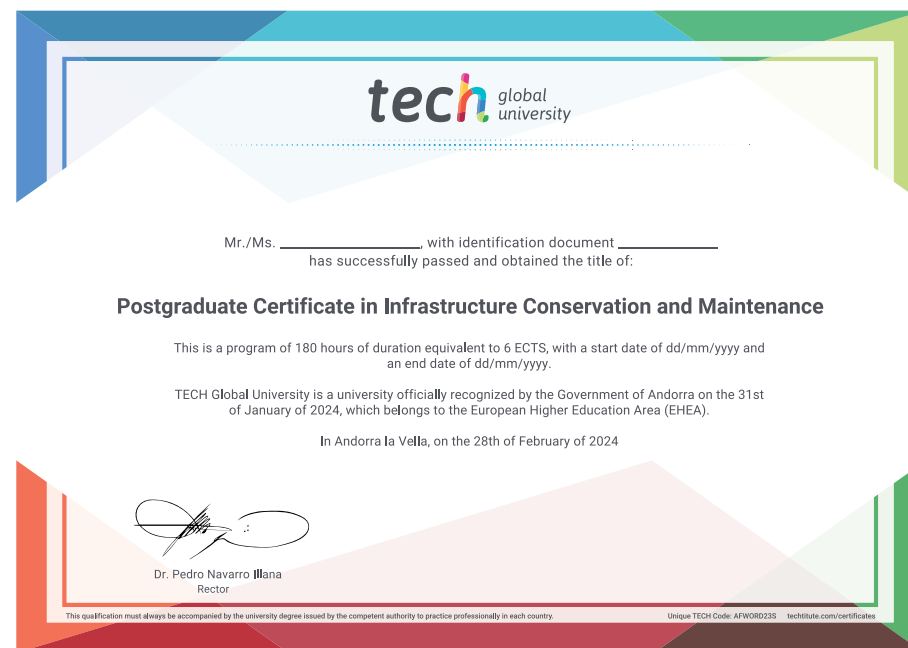 tech global university
Mr./Ms. ____________________, with identification document ______________
has successfully passed and obtained the title of:
Postgraduate Certificate in Infrastructure Conservation and Maintenance
This is a program of 180 hours of duration equivalent to 6 ECTS, with a start date of dd/mm/yyyy and
an end date of dd/mm/yyyy.
TECH Global University is a university officially recognized by the Government of Andorra on the 31st
of January of 2024, which belongs to the European Higher Education Area (EHEA).
In Andorra la Vella, on the 28th of February of 2024
Dr. Pedro Navarro Illana
Rector
This qualification must always be accompanied by the university degree issued by the competent authority to practice professionally in each country. Unique TECH Code: AFWORD23S techtitute.com/certificates